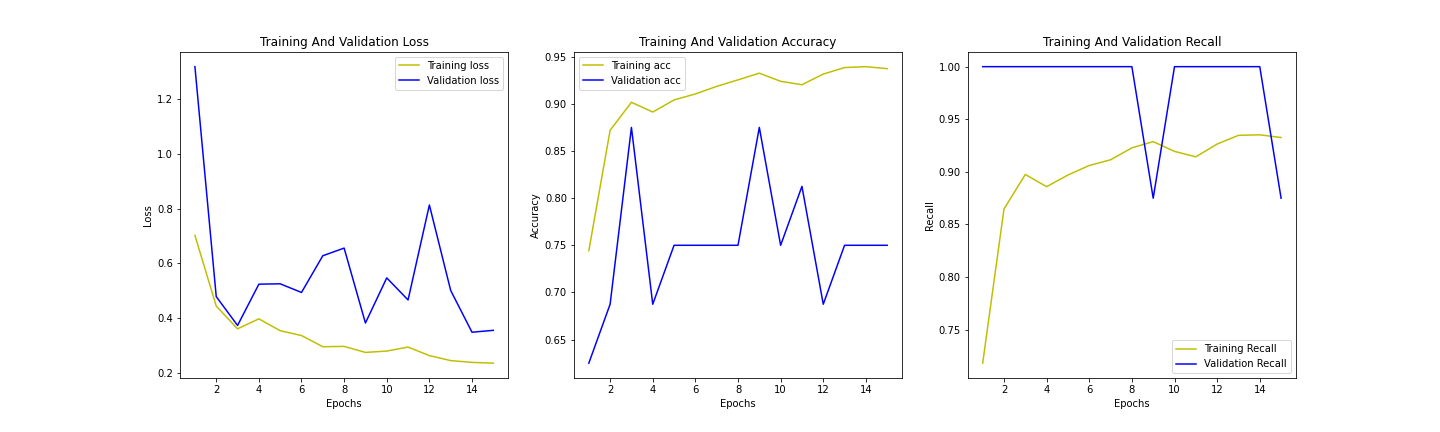 Training And Validation Loss
Training loss
Validation loss
1.2
1.0
0.8
0.6
0.4
0.2
Loss
2 4 6 8 10 12 14
Epochs
Training And Validation Accuracy
Training acc
Validation acc
0.95
0.90
0.85
0.80
0.75
0.70
0.65
Accuracy
2 4 6 8 10 12 14
Epochs
Training And Validation Recall
1.00
0.95
0.90
0.85
0.80
0.75
Recall
Training Recall
Validation Recall
2 4 6 8 10 12 14
Epochs